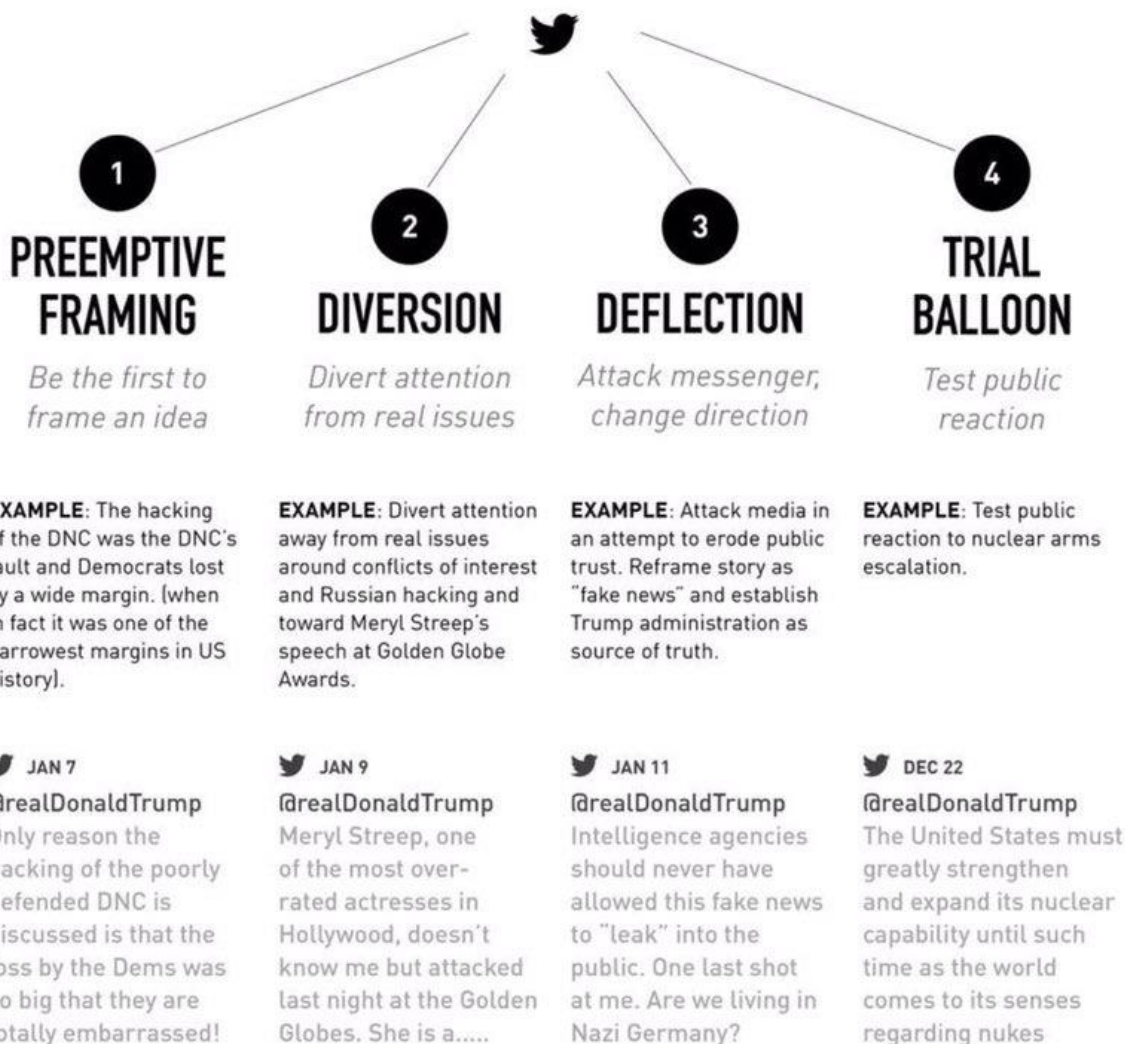 1
PREEMPTIVE
FRAMING
Be the first to
frame an idea
XAMPLE: The hacking
f the DNC was the DNC's
ault and Democrats lost
y a wide margin. (when
n fact it was one of the
arrowest margins in US
istory).
JAN 7
@realDonaldTrump
nly reason the
acking of the poorly
efended DNC is
iscussed is that the
oss by the Dems was
o big that they are
otally embarrassed!
2
DIVERSION
Divert attention
from real issues
EXAMPLE: Divert attention
away from real issues
around conflicts of interest
and Russian hacking and
toward Meryl Streep's
speech at Golden Globe
Awards.
JAN 9
@realDonaldTrump
Meryl Streep, one
of the most over-
rated actresses in
Hollywood, doesn't
know me but attacked
last night at the Golden
Globes. She is a.....
3
DEFLECTION
Attack messenger,
change direction
EXAMPLE: Attack media in
an attempt to erode public
trust. Reframe story as
"fake news" and establish
Trump administration as
source of truth.
JAN 11
@realDonaldTrump
Intelligence agencies
should never have
allowed this fake news
to "leak" into the
public. One last shot
at me. Are we living in
Nazi Germany?
4
TRIAL
BALLOON
Test public
reaction
EXAMPLE: Test public
reaction to nuclear arms
escalation.
DEC 22
@realDonaldTrump
The United States must
greatly strengthen
and expand its nuclear
capability until such
time as the world
comes to its senses
regarding nukes